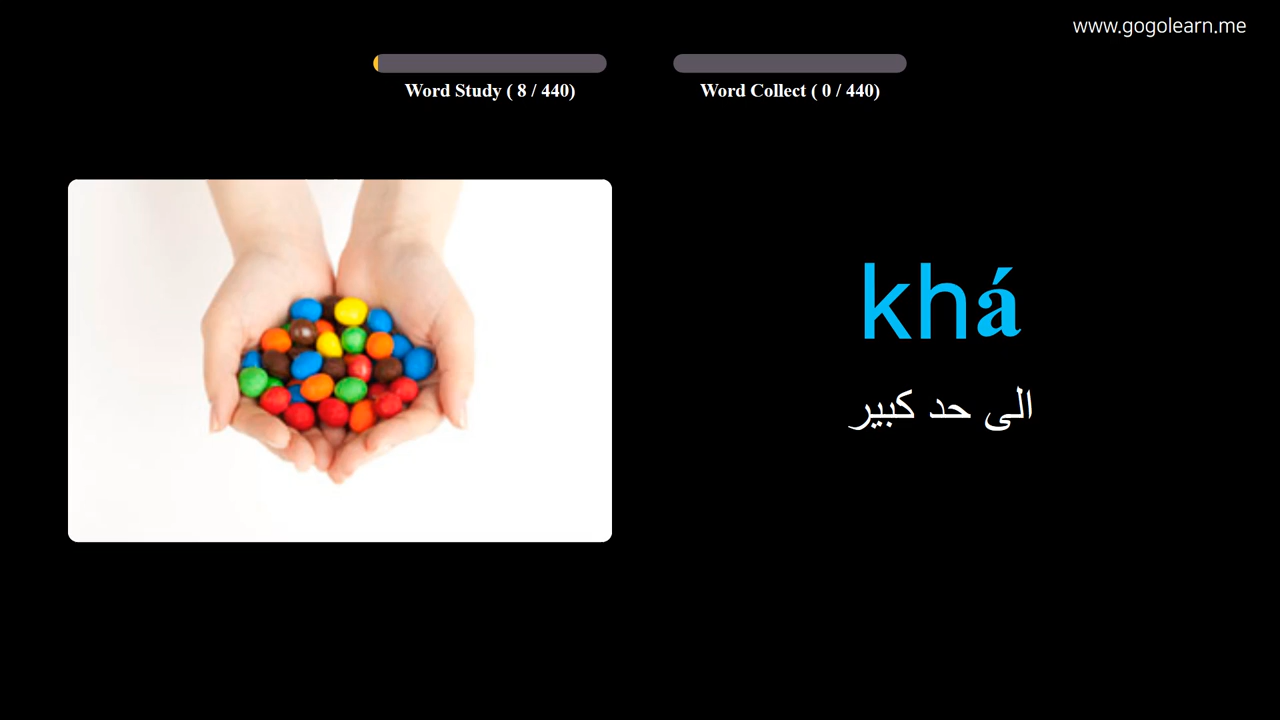 www.gogolearn.me
Word Study ( 8 / 440)
Word Collect ( 0 / 440)
khá
الى حد كبير